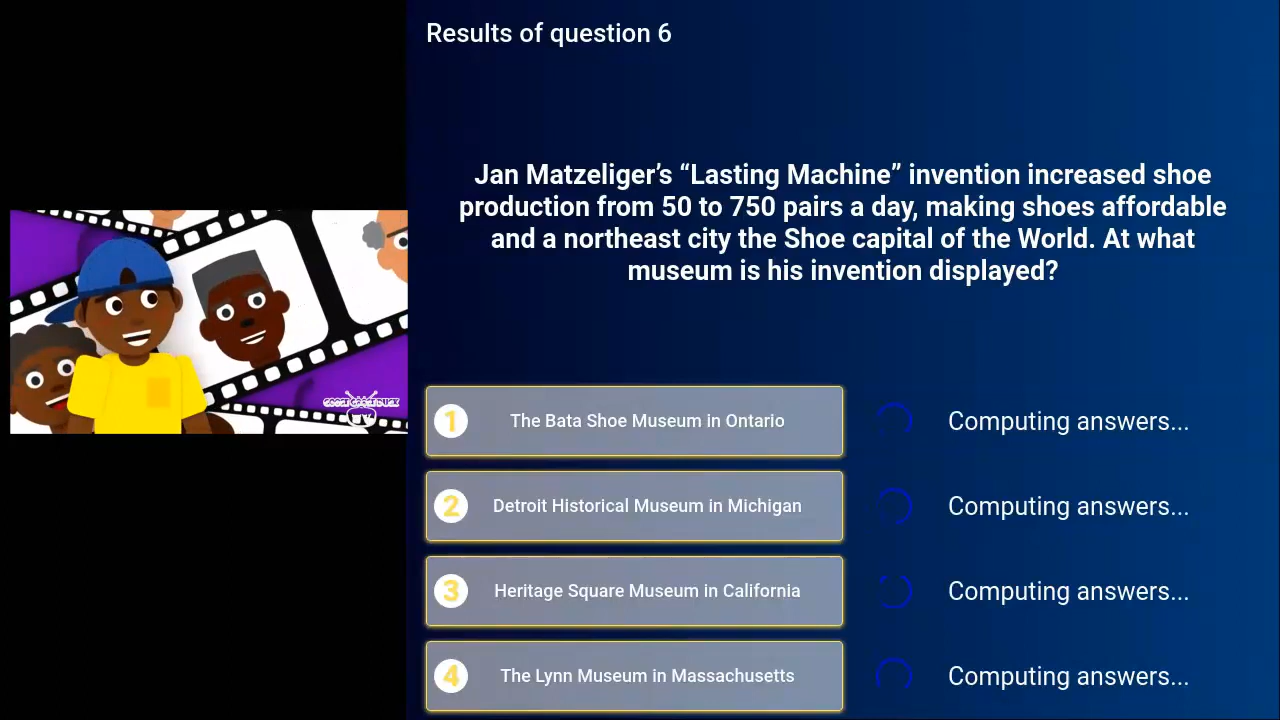 Results of question 6
Jan Matzeliger’s “Lasting Machine” invention increased shoe
production from 50 to 750 pairs a day, making shoes affordable
and a northeast city the Shoe capital of the World. At what
museum is his invention displayed?
1 The Bata Shoe Museum in Ontario
Computing answers...
2 Detroit Historical Museum in Michigan
Computing answers...
3 Heritage Square Museum in California
Computing answers...
4 The Lynn Museum in Massachusetts
Computing answers...